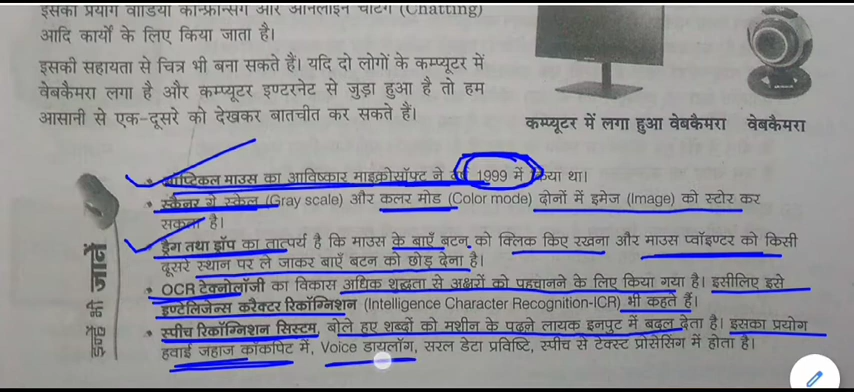 इसका प्रयोग वीडियो कॉन्फ्रेन्सिंग और ऑनलाइन चैटिंग (Chatting)
आदि कार्यों के लिए किया जाता है।
इसकी सहायता से चित्र भी बना सकते हैं। यदि दो लोगों के कम्प्यूटर में
वेबकैमरा लगा है और कम्प्यूटर इण्टरनेट से जुड़ा हुआ है तो हम
आसानी से एक-दूसरे को देखकर बातचीत कर सकते हैं।
कम्प्यूटर में लगा हुआ वेबकैमरा
वेबकैमरा
इन्हें भी जानें
• ऑप्टिकल माउस का आविष्कार माइक्रोसॉफ्ट ने वर्ष 1999 में किया था।
• स्कैनर ग्रे स्केल (Gray scale) और कलर मोड (Color mode) दोनों में इमेज (Image) को स्टोर कर
सकता है।
• ड्रैग तथा ड्रॉप का तात्पर्य है कि माउस के बाएँ बटन को क्लिक किए रखना और माउस प्वॉइण्टर को किसी
दूसरे स्थान पर ले जाकर बाएँ बटन को छोड़ देना है।
• OCR टेक्नोलॉजी का विकास अधिक शुद्धता से अक्षरों को पहचानने के लिए किया गया है। इसीलिए इसे
इण्टेलिजेन्स करैक्टर रिकॉग्निशन (Intelligence Character Recognition-ICR) भी कहते हैं।
• स्पीच रिकॉग्निशन सिस्टम, बोले हुए शब्दों को मशीन के पढ़ने लायक इनपुट में बदल देता है। इसका प्रयोग
हवाई जहाज कॉकपिट में, Voice डायलॉग, सरल डेटा प्रविष्टि, स्पीच से टेक्स्ट प्रोसेसिंग में होता है।